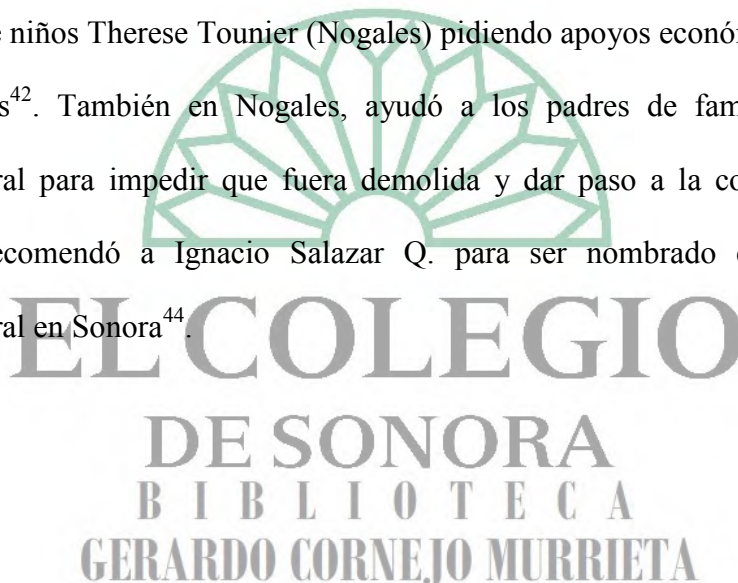 e niños Therese Tounier (Nogales) pidiendo apoyos econó
s⁴². También en Nogales, ayudó a los padres de fam
ral para impedir que fuera demolida y dar paso a la co
ecomendó a Ignacio Salazar Q. para ser nombrado
ral en Sonora⁴⁴.
EL COLEGIO
DE SONORA
BIBLIOTECA
GERARDO CORNEJO MURRIETA